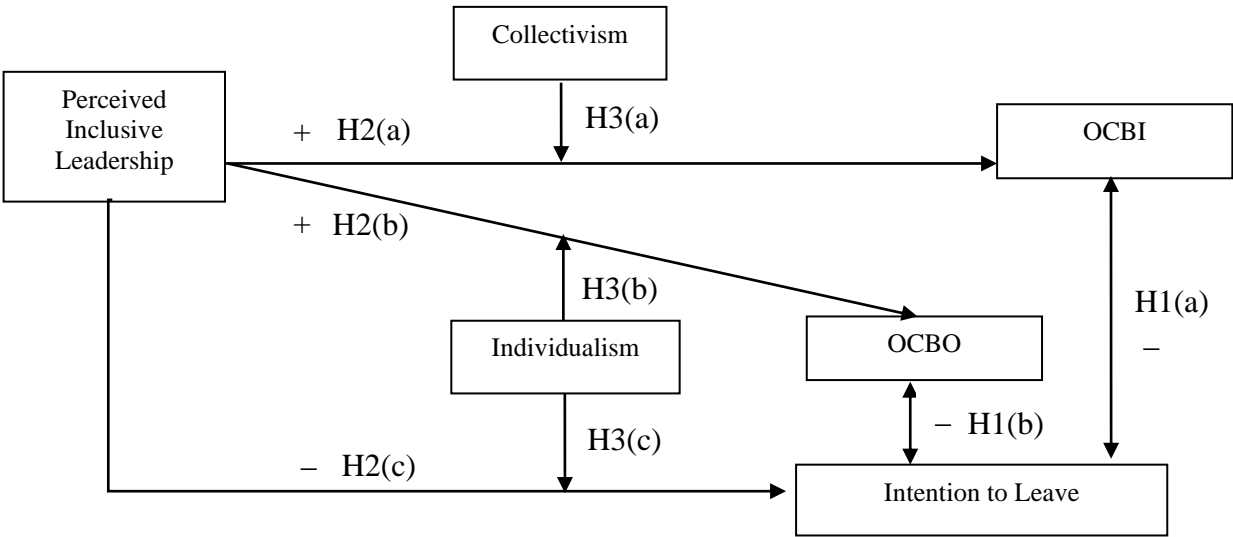 Collectivism
Perceived
Inclusive
Leadership
+ H2(a)
H3(a)
OCBI
+ H2(b)
H3(b)
H1(a)
–
Individualism
OCBO
H3(c)
– H1(b)
– H2(c)
Intention to Leave